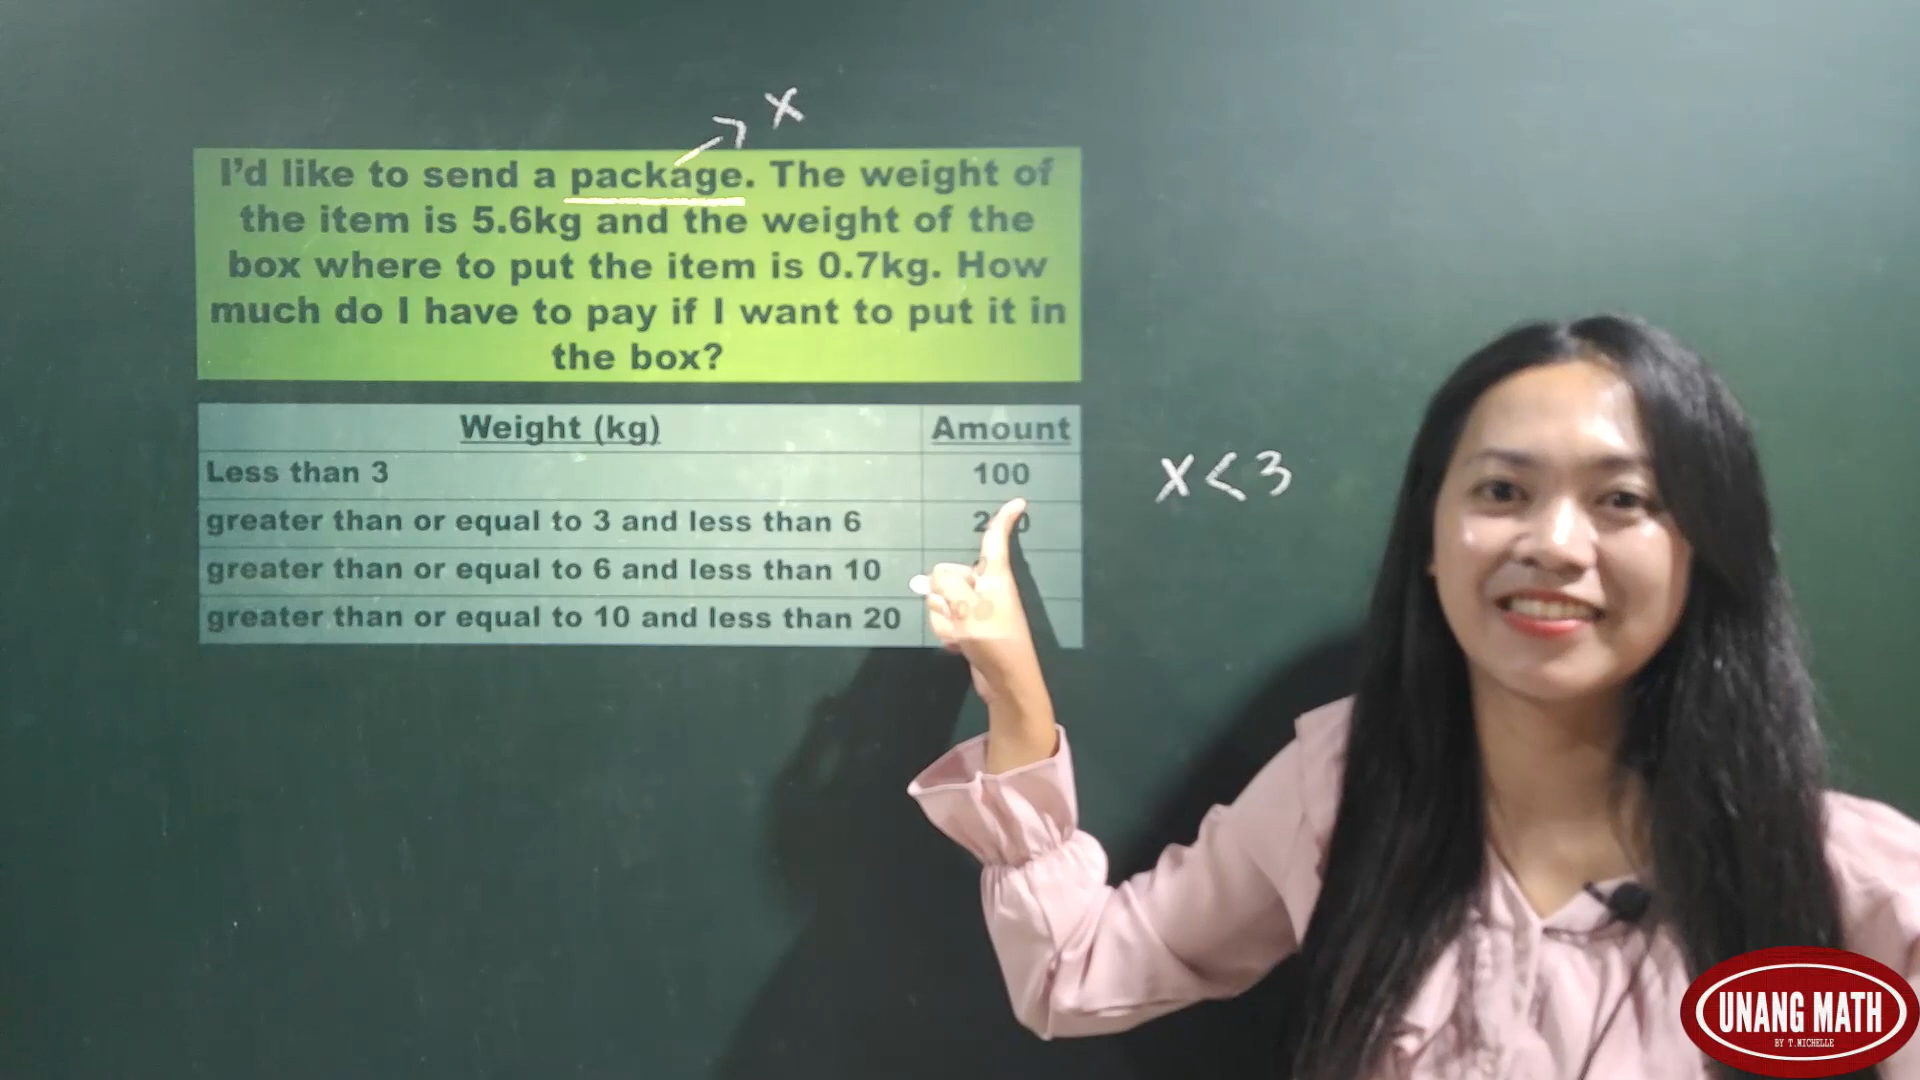 x
I’d like to send a package. The weight of
the item is 5.6kg and the weight of the
box where to put the item is 0.7kg. How
much do I have to pay if I want to put it in
the box?
Weight (kg) Amount
Less than 3 100
greater than or equal to 3 and less than 6
greater than or equal to 6 and less than 10
greater than or equal to 10 and less than 20
x < 3
UNANG MATH
BY T.MICHELLE